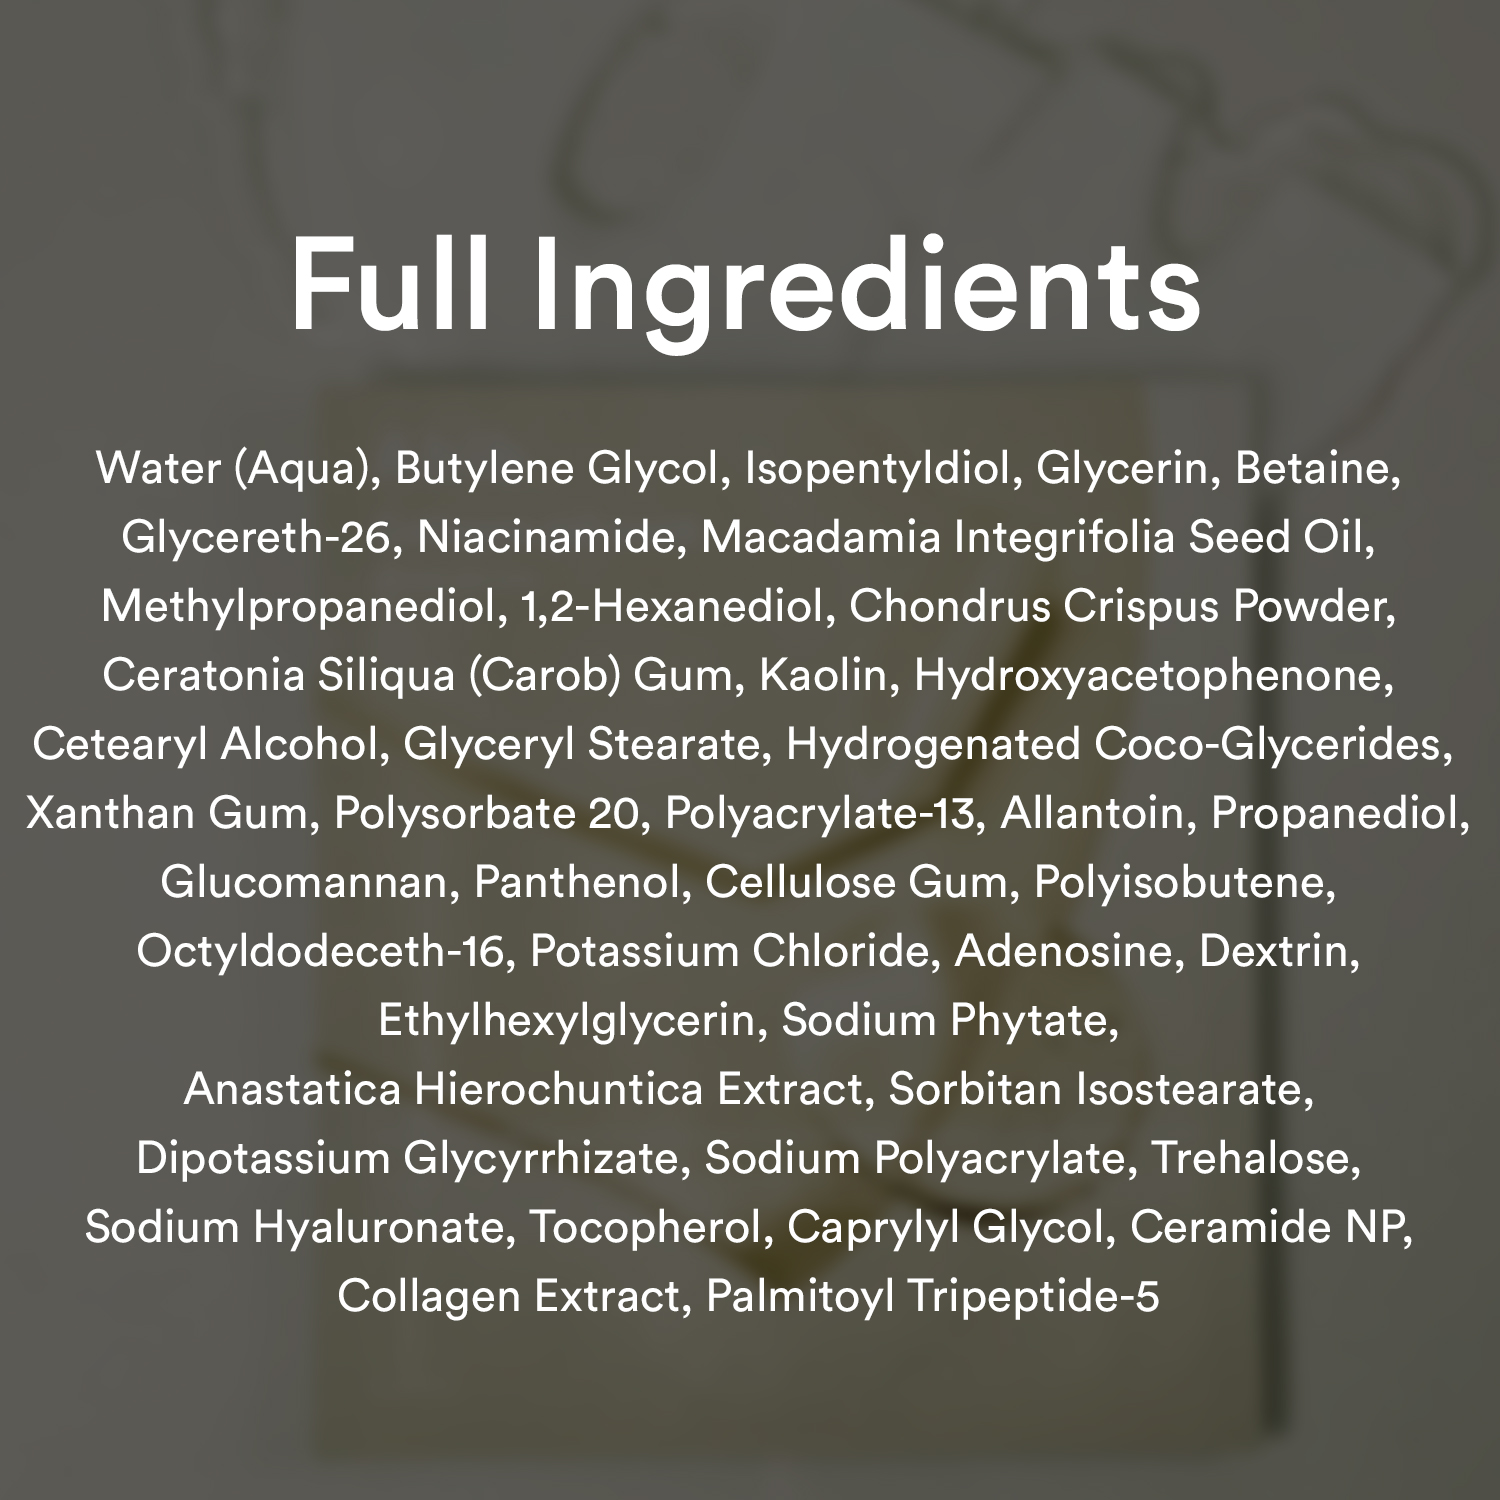 Full Ingredients
Water (Aqua), Butylene Glycol, Isopentyldiol, Glycerin, Betaine,
Glycereth-26, Niacinamide, Macadamia Integrifolia Seed Oil,
Methylpropanediol, 1,2-Hexanediol, Chondrus Crispus Powder,
Ceratonia Siliqua (Carob) Gum, Kaolin, Hydroxyacetophenone,
Cetearyl Alcohol, Glyceryl Stearate, Hydrogenated Coco-Glycerides,
Xanthan Gum, Polysorbate 20, Polyacrylate-13, Allantoin, Propanediol,
Glucomannan, Panthenol, Cellulose Gum, Polyisobutene,
Octyldodeceth-16, Potassium Chloride, Adenosine, Dextrin,
Ethylhexylglycerin, Sodium Phytate,
Anastatica Hierochuntica Extract, Sorbitan Isostearate,
Dipotassium Glycyrrhizate, Sodium Polyacrylate, Trehalose,
Sodium Hyaluronate, Tocopherol, Caprylyl Glycol, Ceramide NP,
Collagen Extract, Palmitoyl Tripeptide-5